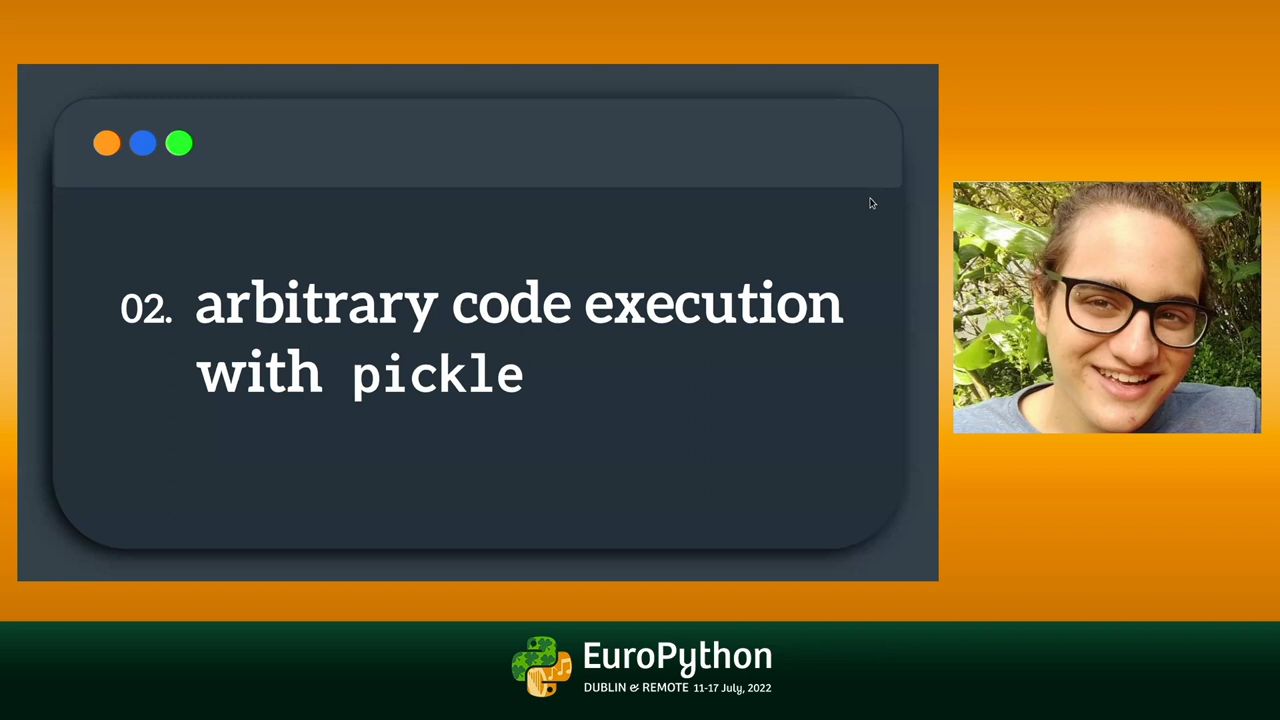 02. arbitrary code execution
with pickle
EuroPython
DUBLIN & REMOTE 11-17 July, 2022